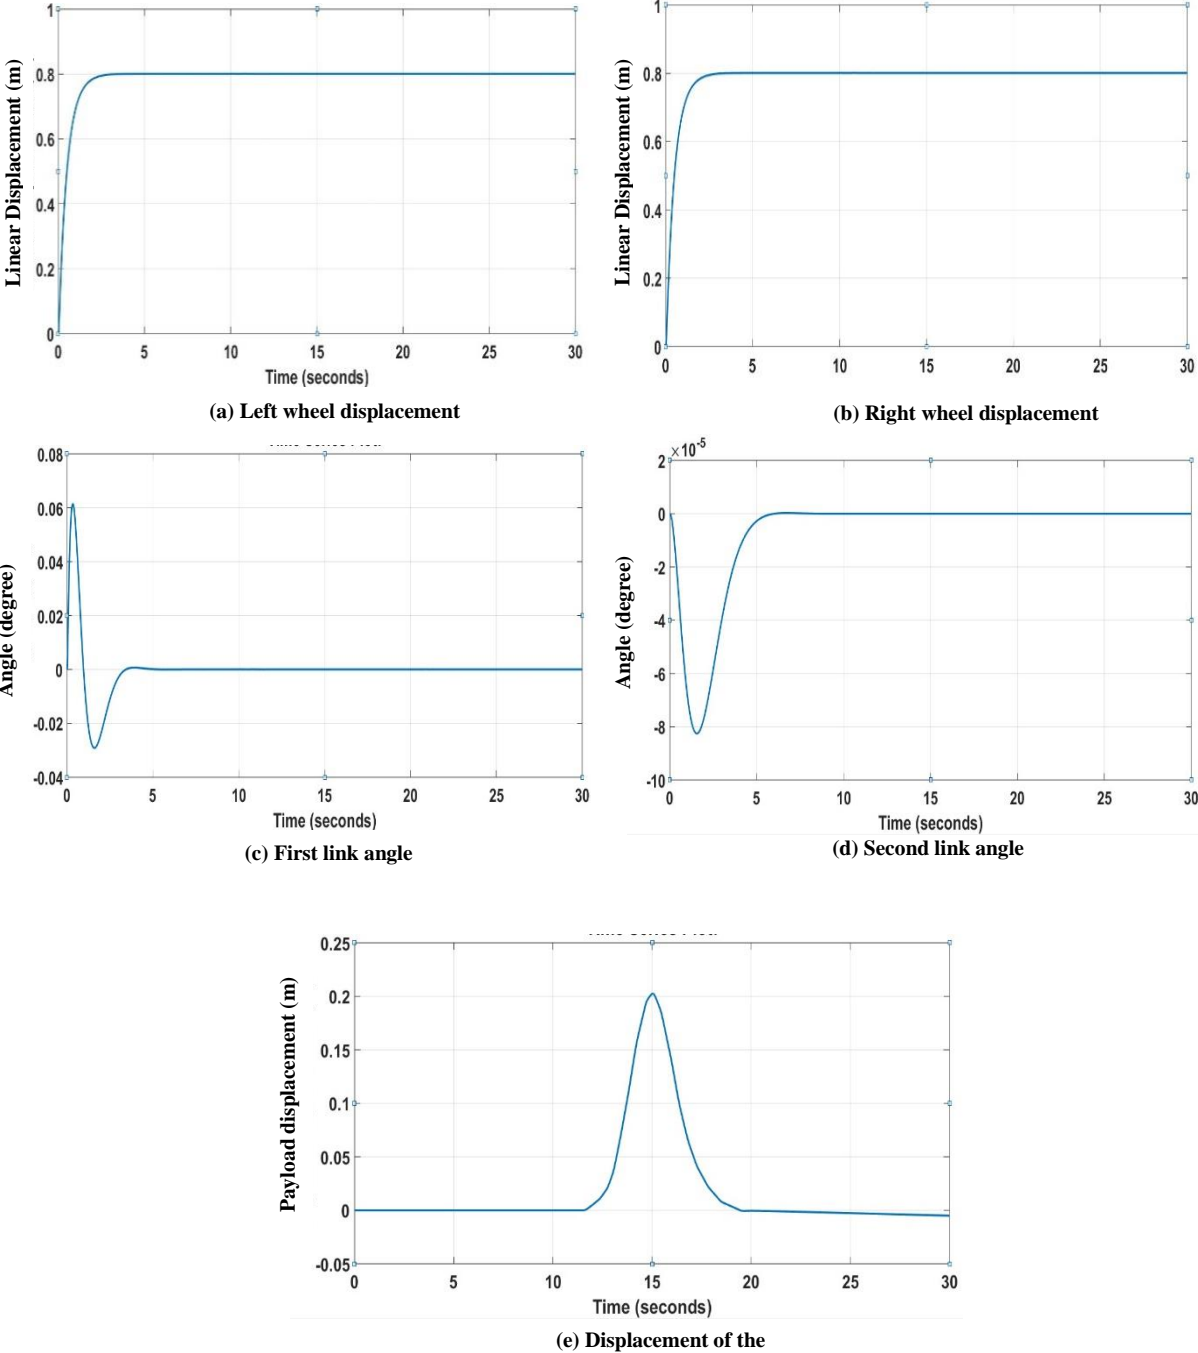 1
0.8
0.6
0.4
0.2
0
0 5 10 15 20 25 30
Linear Displacement (m)
Time (seconds)
(a) Left wheel displacement
1
0.8
0.6
0.4
0.2
0
0 5 10 15 20 25 30
Linear Displacement (m)
(b) Right wheel displacement
0.08
0.06
0.04
0.02
0
-0.02
-0.04
0 5 10 15 20 25 30
Angle (degree)
Time (seconds)
(c) First link angle
×10-5
2
0
-2
-4
-6
-8
-10
0 5 10 15 20 25 30
Angle (degree)
Time (seconds)
(d) Second link angle
0.25
0.2
0.15
0.1
0.05
0
-0.05
0 5 10 15 20 25 30
Payload displacement (m)
Time (seconds)
(e) Displacement of the